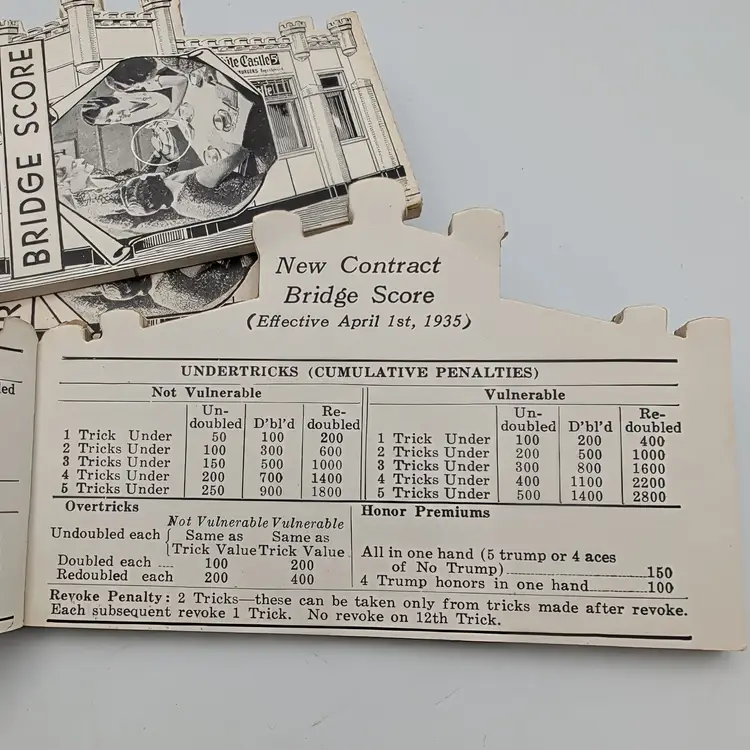 BRIDGE SCORE
ite Castle
New Contract
Bridge Score
(Effective April 1st, 1935)
UNDERTRICKS (CUMULATIVE PENALTIES)
Not Vulnerable Vulnerable
Un-doubled D'bl'd Re-doubled Un-doubled D'bl'd Re-doubled
1 Trick Under 50 100 200 1 Trick Under 100 200 400
2 Tricks Under 100 300 600 2 Tricks Under 200 500 1000
3 Tricks Under 150 500 1000 3 Tricks Under 300 800 1600
4 Tricks Under 200 700 1400 4 Tricks Under 400 1100 2200
5 Tricks Under 250 900 1800 5 Tricks Under 500 1400 2800
Overtricks
Not Vulnerable Vulnerable
Undoubled each { Same as Same as
Trick Value Trick Value
Doubled each .... 100 200
Redoubled each 200 400
Honor Premiums
All in one hand (5 trump or 4 aces
of No Trump)....................150
4 Trump honors in one hand............100
Revoke Penalty: 2 Tricks—these can be taken only from tricks made after revoke.
Each subsequent revoke 1 Trick. No revoke on 12th Trick.